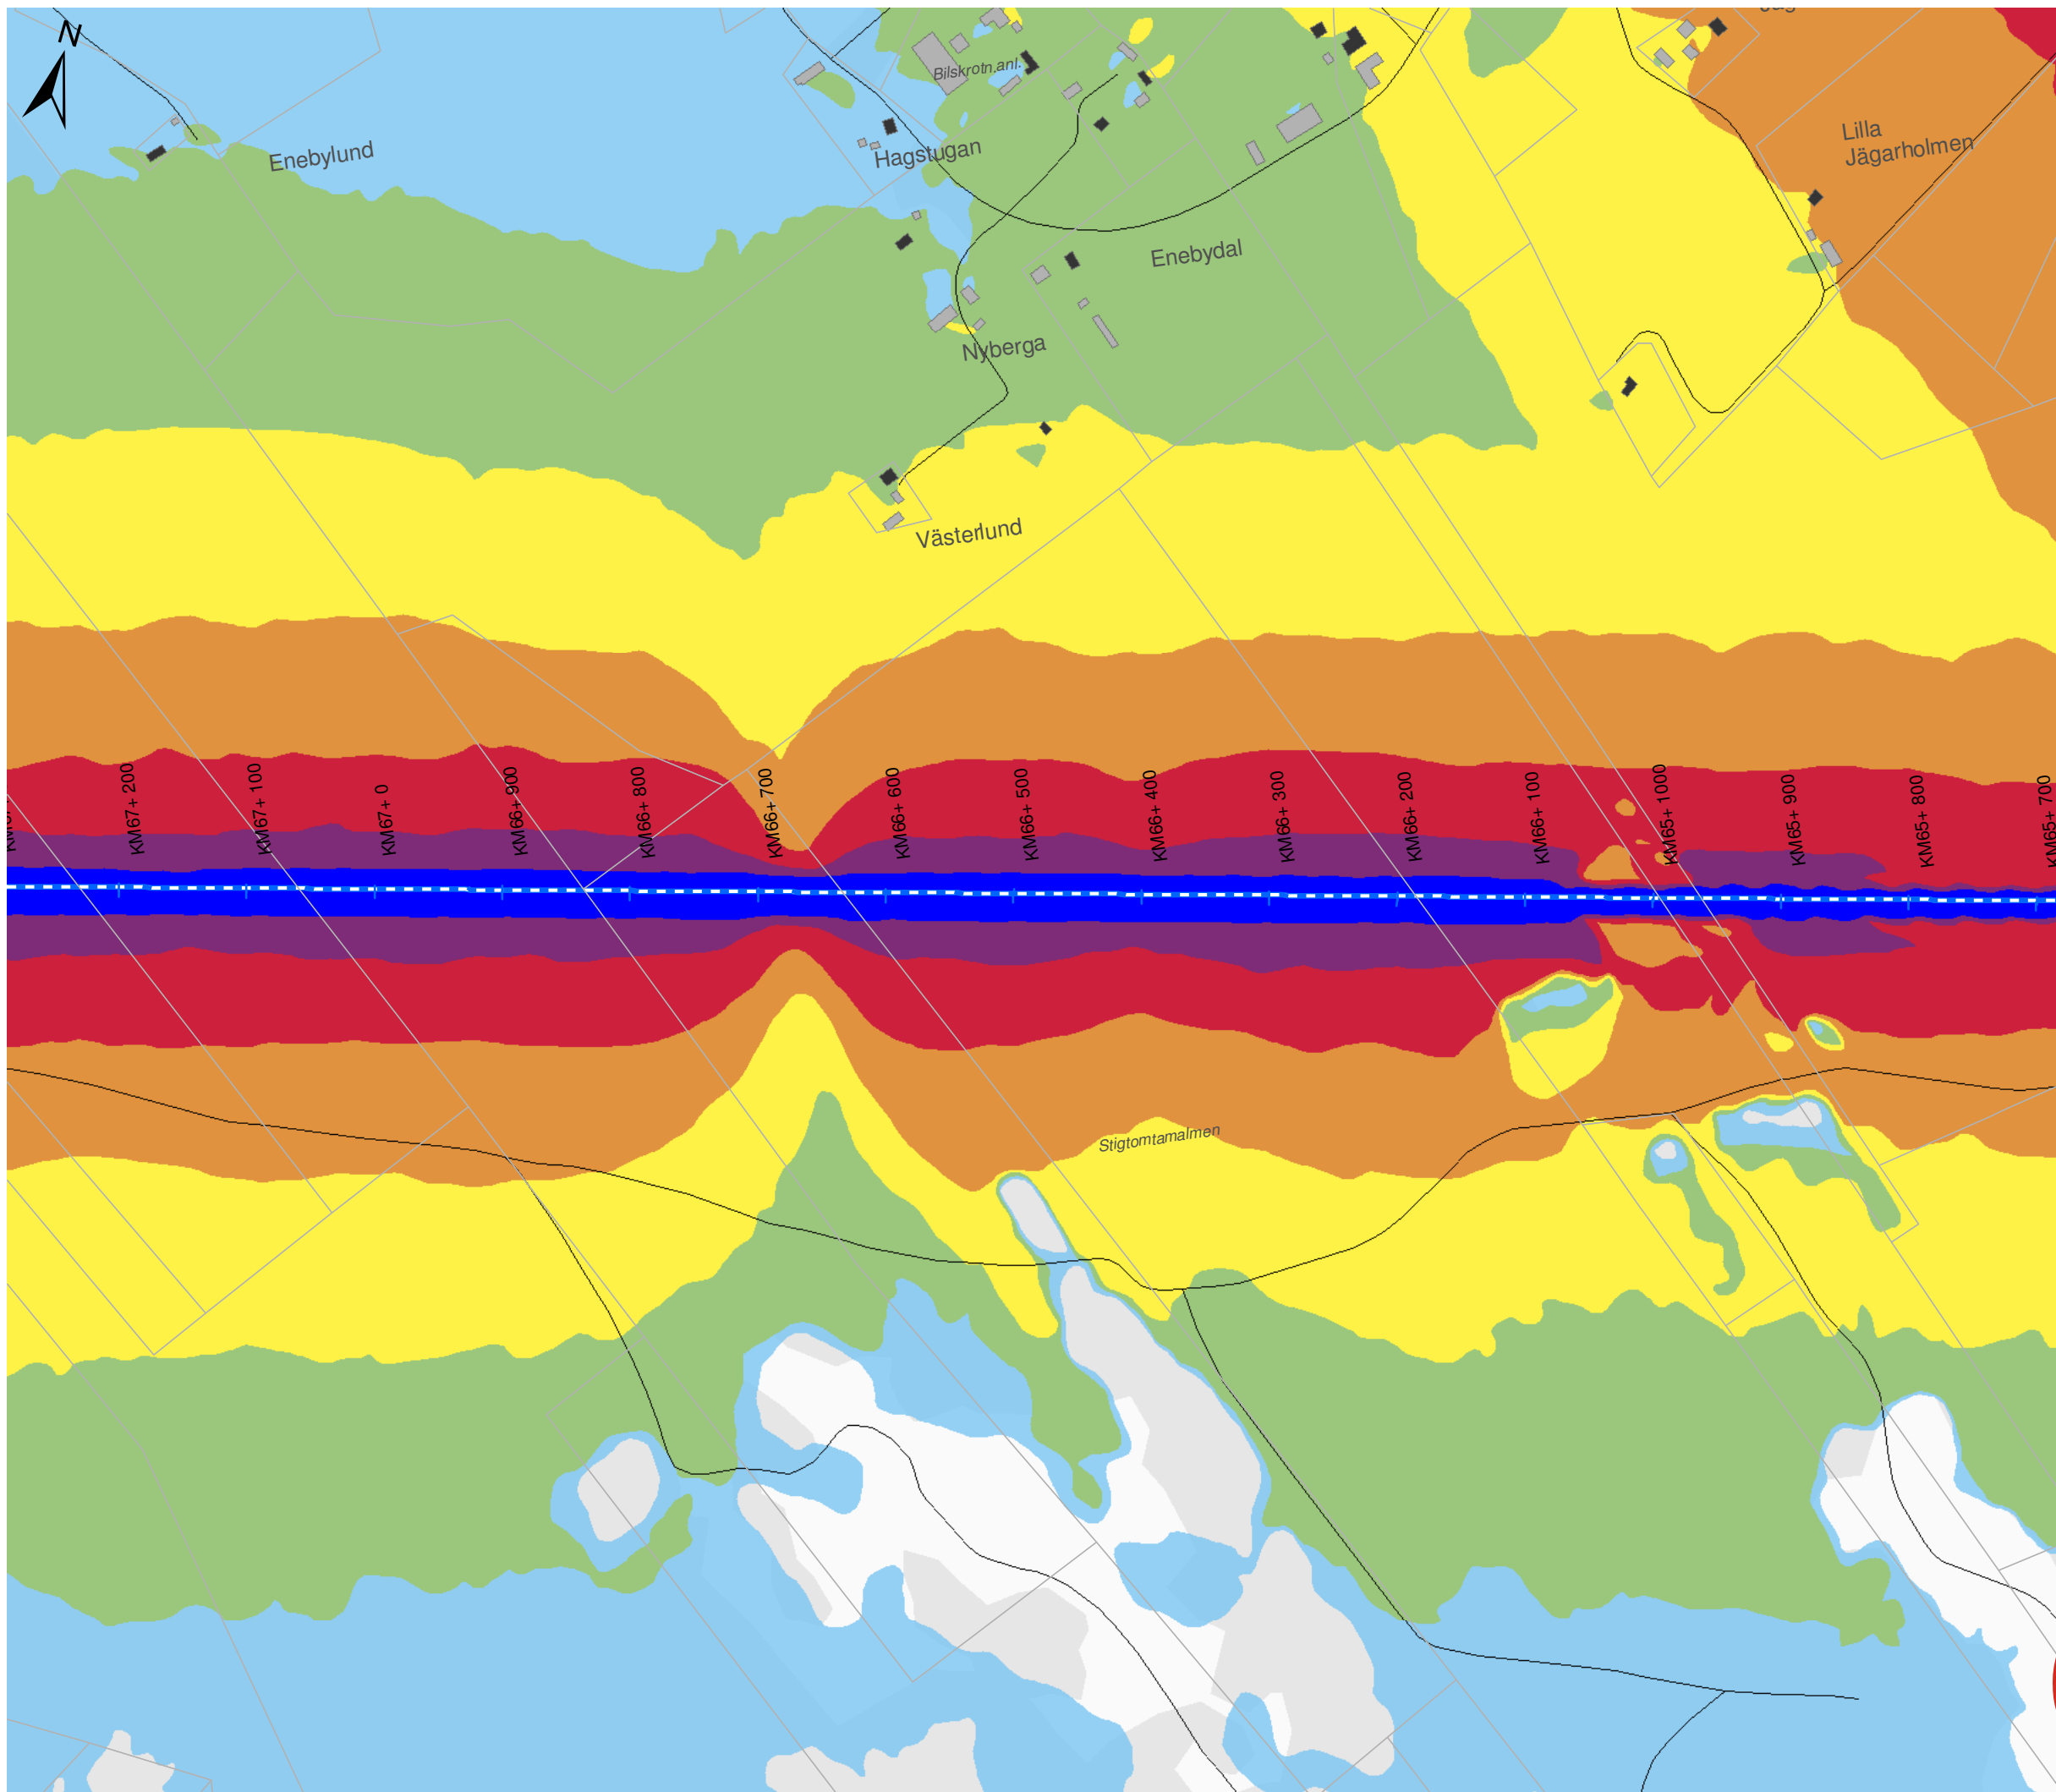 N
Bilskrotn.anl.
Lilla
Jägarholmen
Enebylund
Hagstugan
Enebydal
Nyberga
Västerlund
KM67+ 200
KM67+ 100
KM67+ 0
KM66+ 900
KM66+ 800
KM66+ 700
KM66+ 600
KM66+ 500
KM66+ 400
KM66+ 300
KM66+ 200
KM66+ 100
KM65+ 1000
KM65+ 900
KM65+ 800
KM65+ 700
Stigtomtamalmen